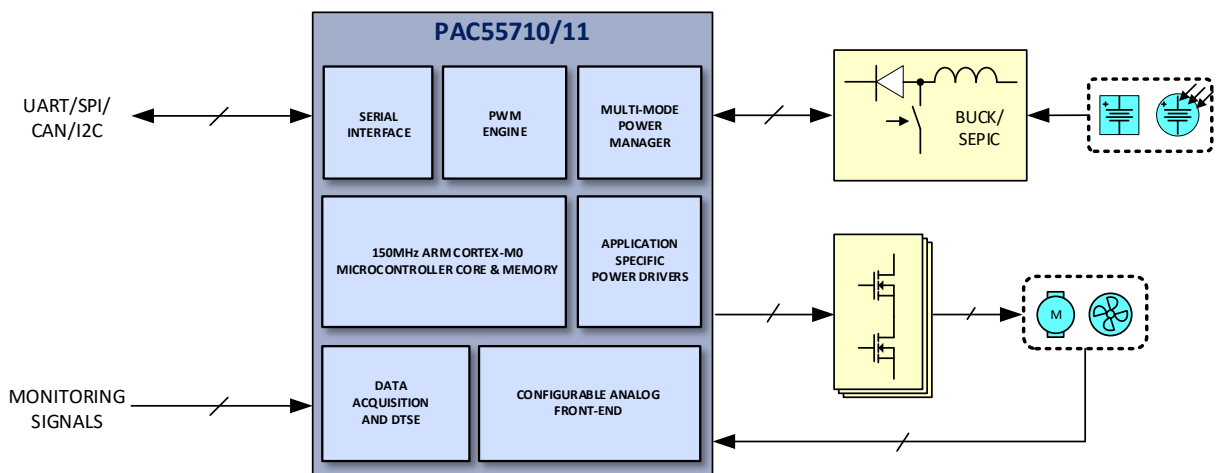 PAC55710/11
UART/SPI/
CAN/I2C
SERIAL
INTERFACE
PWM
ENGINE
MULTI-MODE
POWER
MANAGER
BUCK/
SEPIC
150MHz ARM CORTEX-M0
MICROCONTROLLER CORE & MEMORY
APPLICATION
SPECIFIC
POWER DRIVERS
M
MONITORING
SIGNALS
DATA
ACQUISITION
AND DTSE
CONFIGURABLE ANALOG
FRONT-END